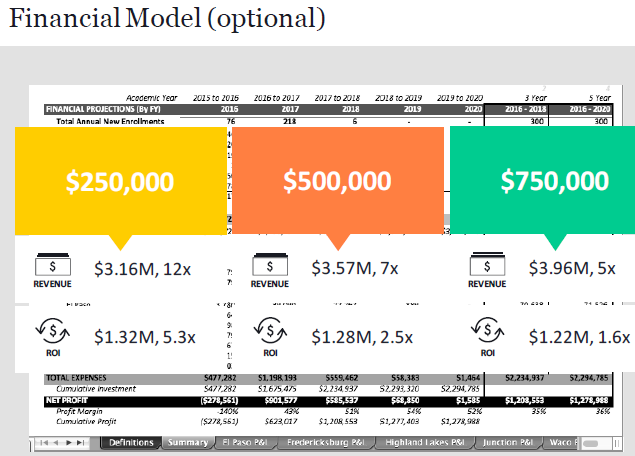 Financial Model (optional)
Academic Year 2015 to 2016 2016 to 2017 2017 to 2018 2018 to 2019 2019 to 2020 3 Year 5 Year
FINANCIAL PROJECTIONS (By FY) 2016 2017 2018 2019 2020 2016 - 2018 2016 - 2020
Total Annual New Enrollments 76 218 6 - - 300 300
$250,000 $500,000 $750,000
$3.16M, 12x $3.57M, 7x $3.96M, 5x
REVENUE REVENUE REVENUE
El Paso
$1.32M, 5.3x $1.28M, 2.5x $1.22M, 1.6x
ROI ROI ROI
TOTAL EXPENSES $477,282 $1,198,193 $559,462 $58,383 $1,464 $2,234,937 $2,294,785
Cumulative Investment $477,282 $1,675,475 $2,234,937 $2,293,320 $2,294,785
NET PROFIT ($278,561) $901,577 $585,537 $68,850 $1,585 $1,208,553 $1,278,988
Profit Margin -140% 43% 51% 54% 52% 35% 36%
Cumulative Profit ($278,561) $623,017 $1,208,553 $1,277,403 $1,278,988
Definitions Summary El Paso P&L Fredericksburg P&L Highland Lakes P&L Junction P&L Waco